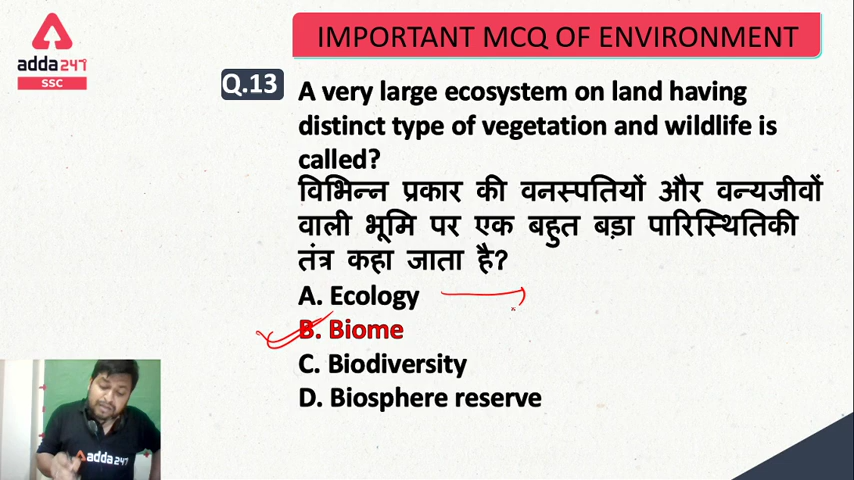 IMPORTANT MCQ OF ENVIRONMENT
adda247
SSC
Q.13
A very large ecosystem on land having
distinct type of vegetation and wildlife is
called?
विभिन्न प्रकार की वनस्पतियों और वन्यजीवों
वाली भूमि पर एक बहुत बड़ा पारिस्थितिकी
तंत्र कहा जाता है?
A. Ecology
B. Biome
C. Biodiversity
D. Biosphere reserve
adda247